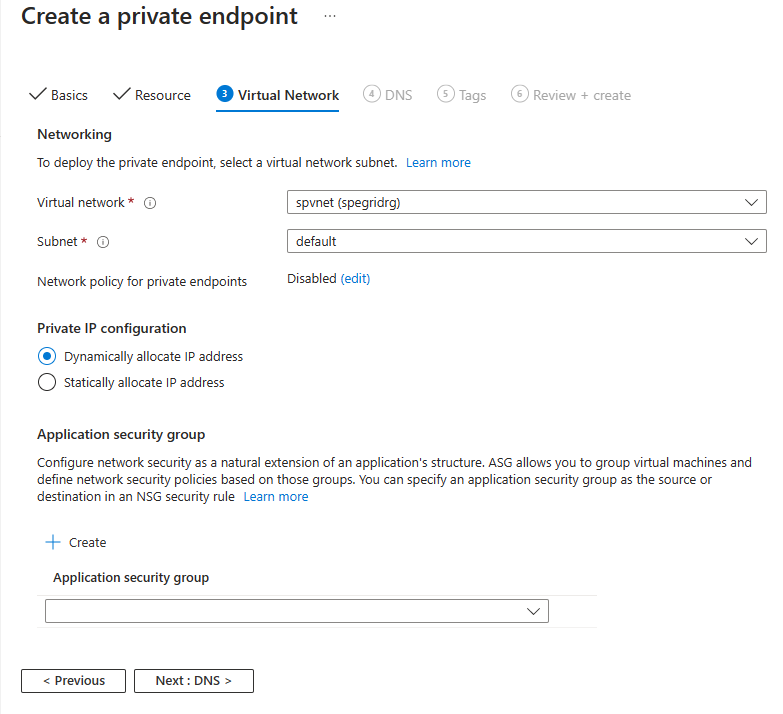 Create a private endpoint ...
Basics Resource 3 Virtual Network 4 DNS 5 Tags 6 Review + create
Networking
To deploy the private endpoint, select a virtual network subnet. Learn more
Virtual network *
spvnet (spegridrg)
Subnet *
default
Network policy for private endpoints
Disabled (edit)
Private IP configuration
Dynamically allocate IP address
Statically allocate IP address
Application security group
Configure network security as a natural extension of an application's structure. ASG allows you to group virtual machines and
define network security policies based on those groups. You can specify an application security group as the source or
destination in an NSG security rule Learn more
+ Create
Application security group
< Previous Next : DNS >